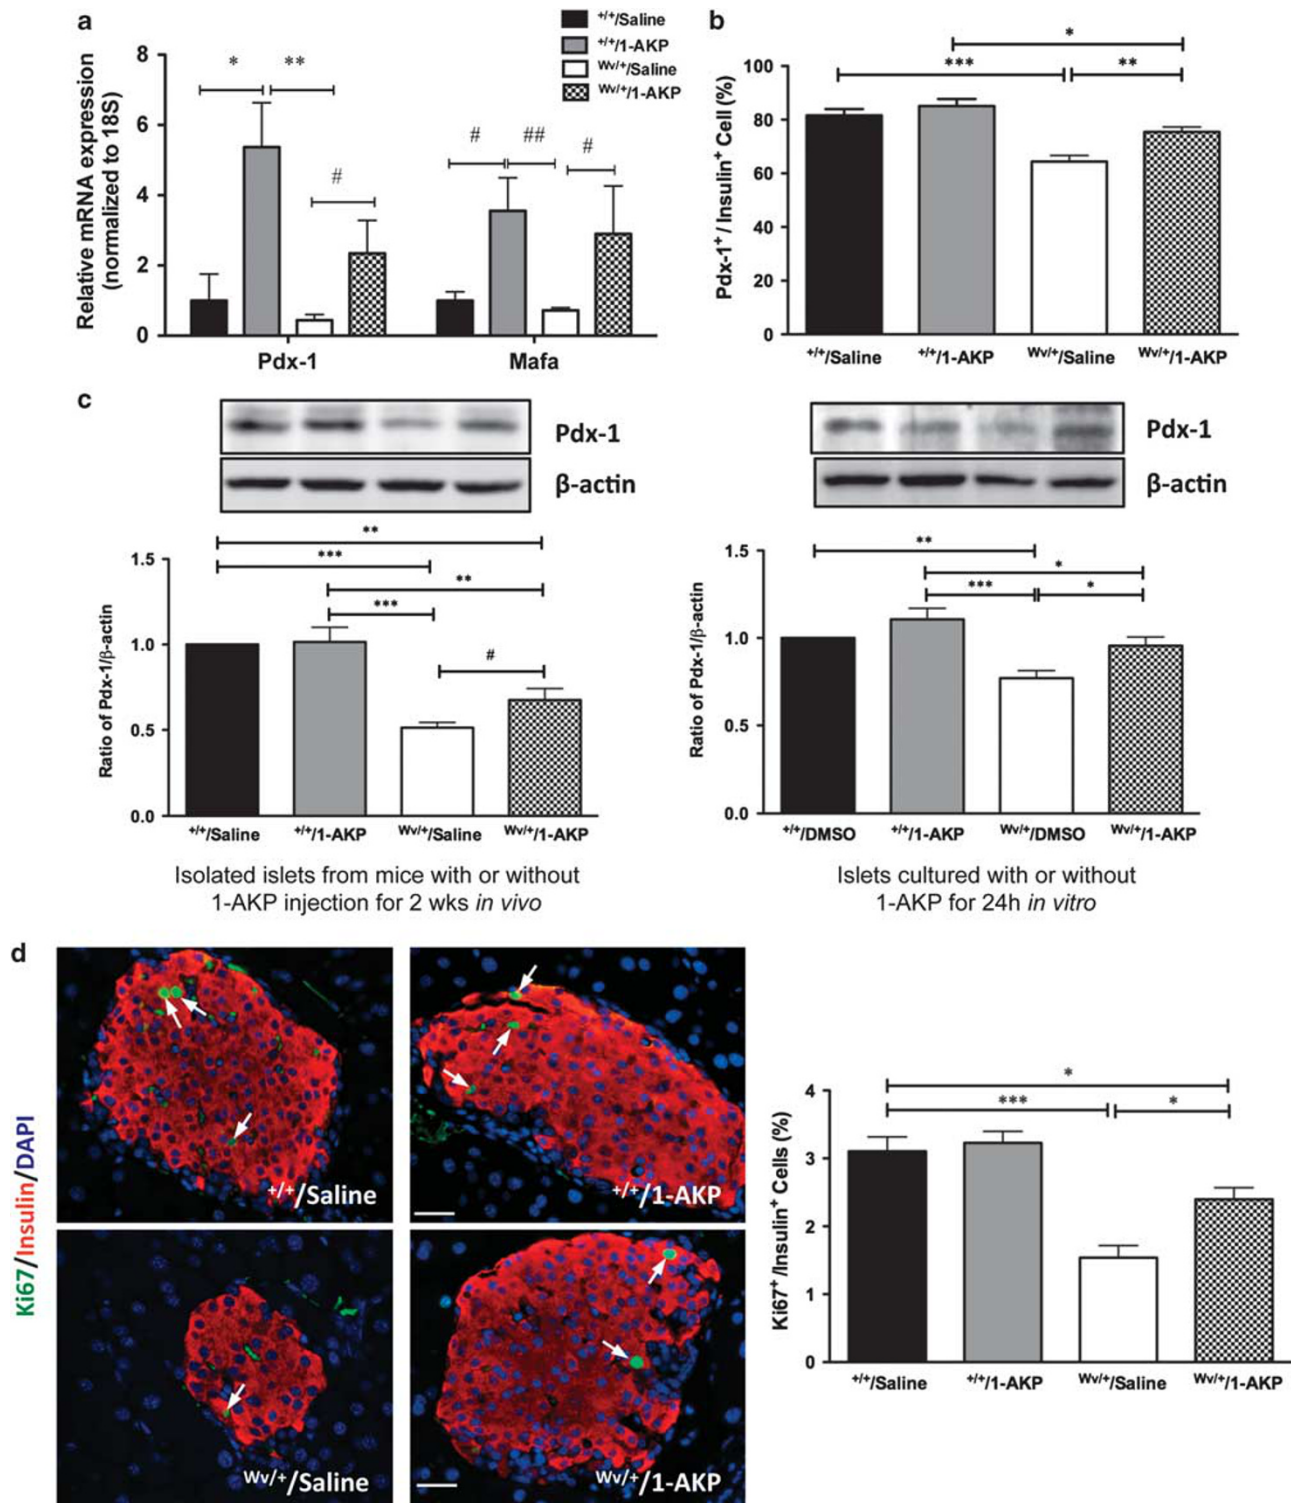 a
+/+/Saline
+/+/1-AKP
Wv/+/Saline
Wv/+/1-AKP
Relative mRNA expression
(normalized to 18S)
8
6
4
2
0
*
**
#
#
##
#
Pdx-1
Mafa
b
Pdx-1+/ Insulin+ Cell (%)
100
80
60
40
20
0
*
***
**
+/+/Saline
+/+/1-AKP
Wv/+/Saline
Wv/+/1-AKP
c
Pdx-1
β-actin
**
***
**
***
#
Ratio of Pdx-1/β-actin
1.5
1.0
0.5
0.0
+/+/Saline
+/+/1-AKP
Wv/+/Saline
Wv/+/1-AKP
Isolated islets from mice with or without
1-AKP injection for 2 wks in vivo
Pdx-1
β-actin
**
*
***
*
Ratio of Pdx-1/β-actin
1.5
1.0
0.5
0.0
+/+/DMSO
+/+/1-AKP
Wv/+/DMSO
Wv/+/1-AKP
Islets cultured with or without
1-AKP for 24h in vitro
d
Ki67/Insulin/DAPI
+/+/Saline
+/+/1-AKP
Wv/+/Saline
Wv/+/1-AKP
Ki67+/Insulin+ Cells (%)
4
3
2
1
0
*
***
*
+/+/Saline
+/+/1-AKP
Wv/+/Saline
Wv/+/1-AKP